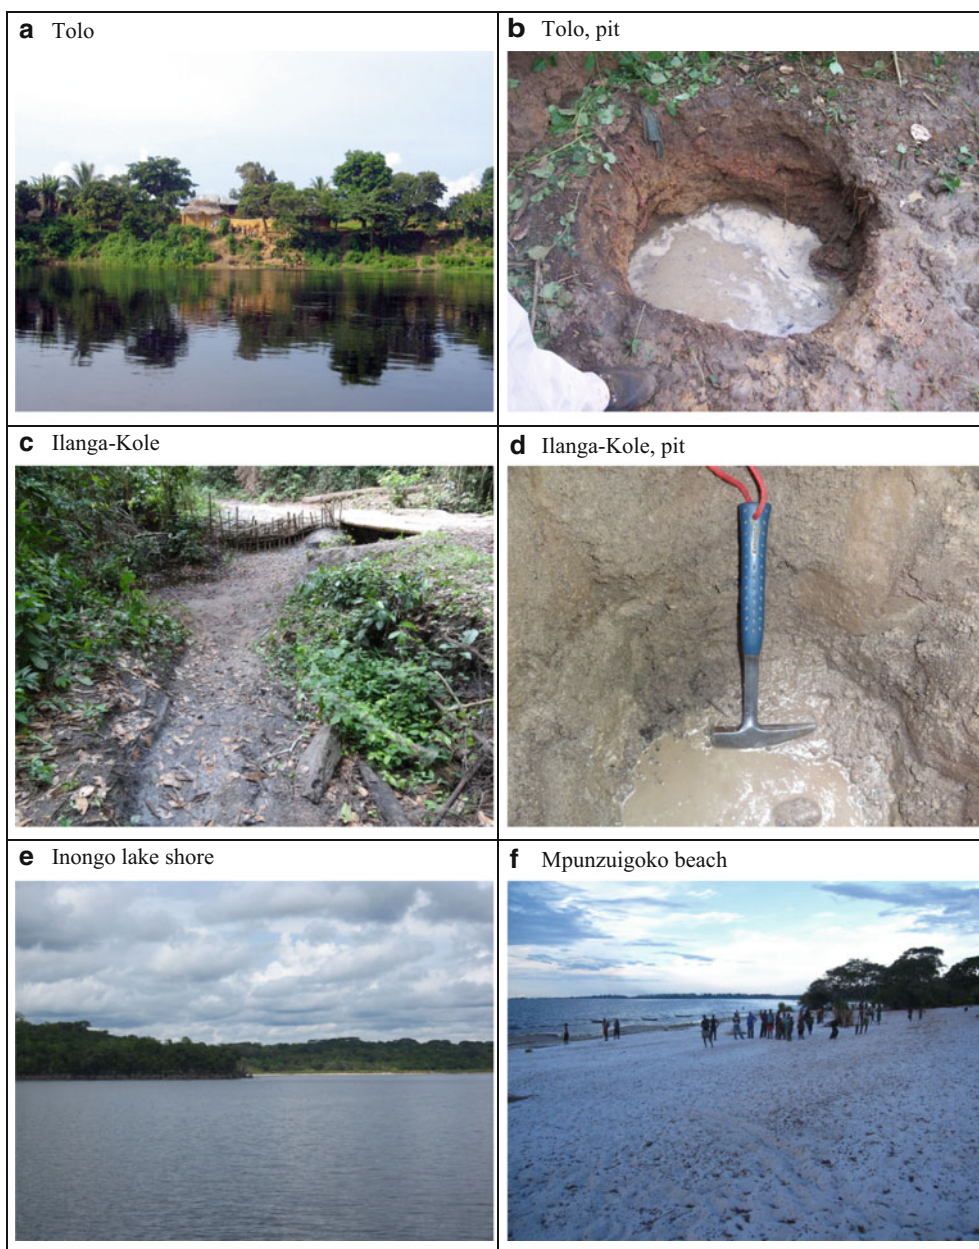 a Tolo
b Tolo, pit
c Ilanga-Kole
d Ilanga-Kole, pit
e Inongo lake shore
f Mpunzuigoko beach